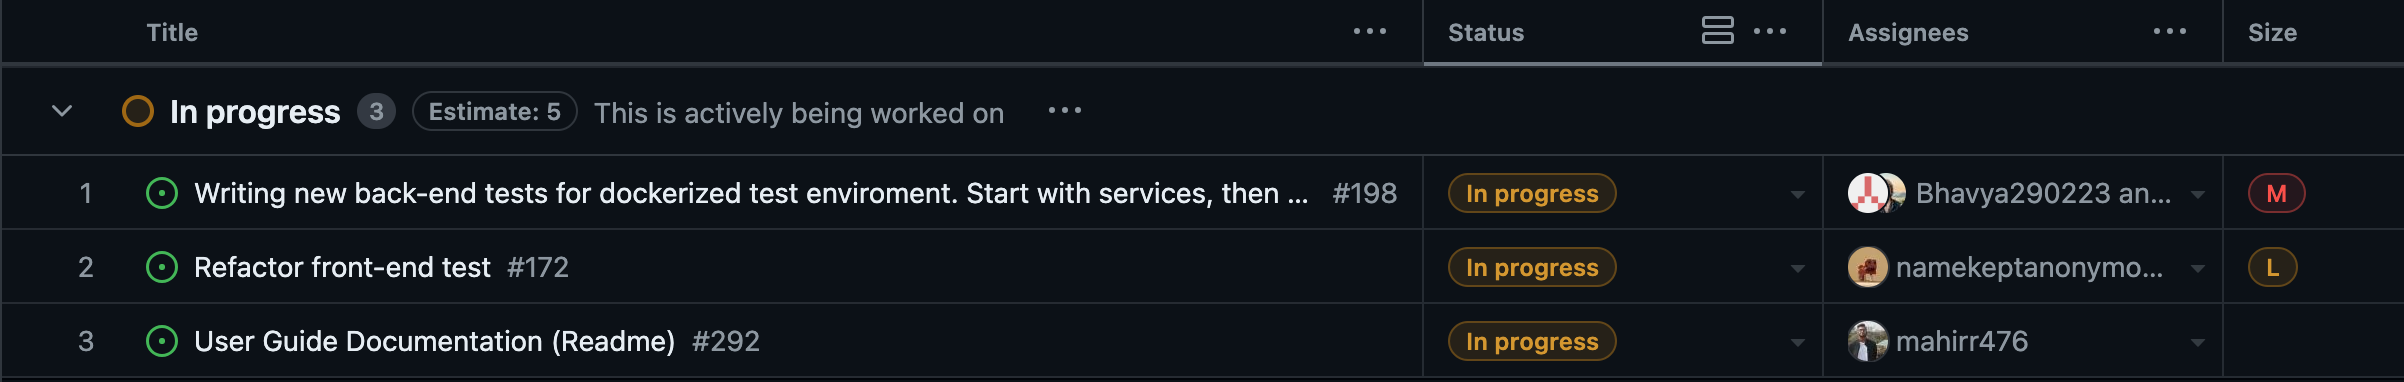 Title Status Assignees Size
In progress 3 Estimate: 5 This is actively being worked on
1 Writing new back-end tests for dockerized test enviroment. Start with services, then ... #198 In progress Bhavya290223 an... M
2 Refactor front-end test #172 In progress namekeptanonymo... L
3 User Guide Documentation (Readme) #292 In progress mahirr476